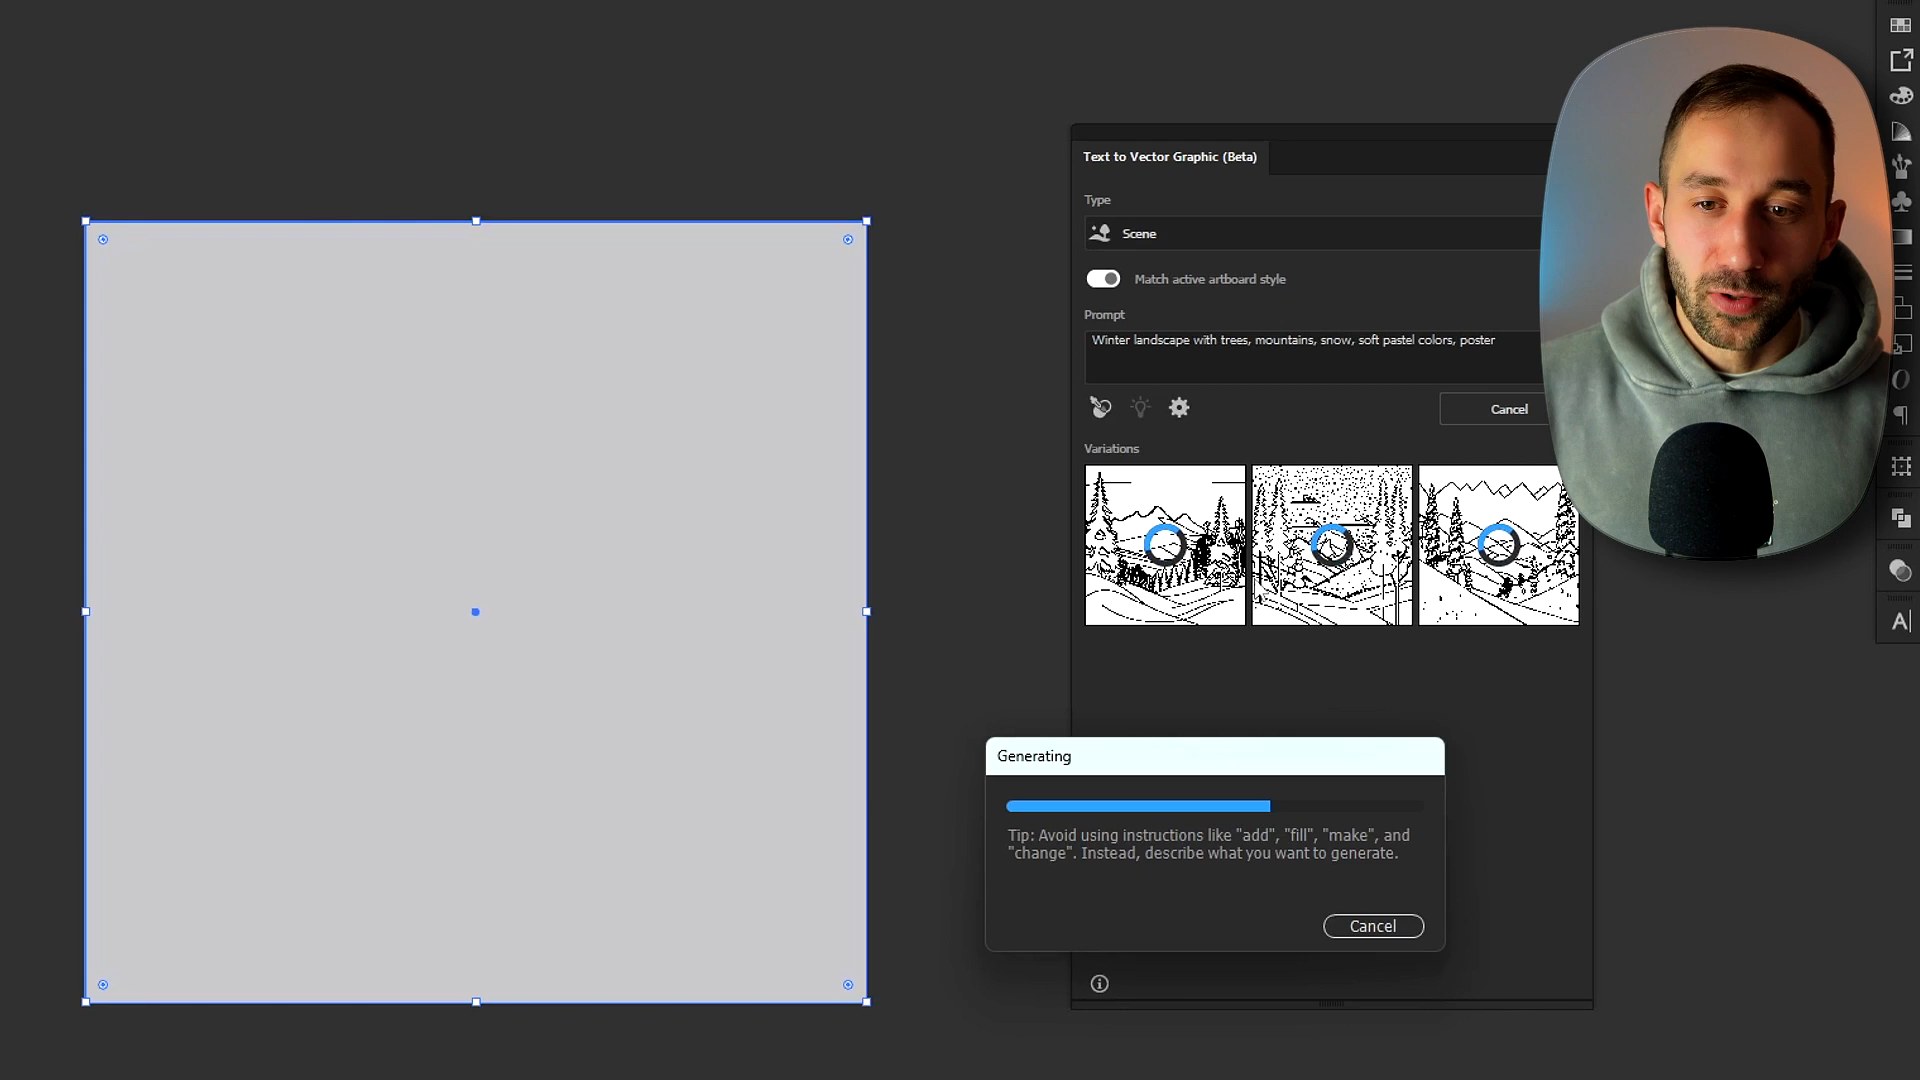 Text to Vector Graphic (Beta)
Type
Scene
Match active artboard style
Prompt
Winter landscape with trees, mountains, snow, soft pastel colors, poster
Cancel
Variations
Generating
Tip: Avoid using instructions like "add", "fill", "make", and
"change". Instead, describe what you want to generate.
Cancel